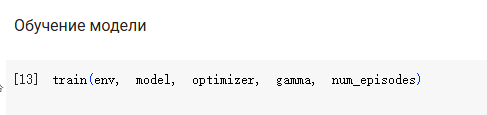 Обучение модели
[13] train(env, model, optimizer, gamma, num_episodes)